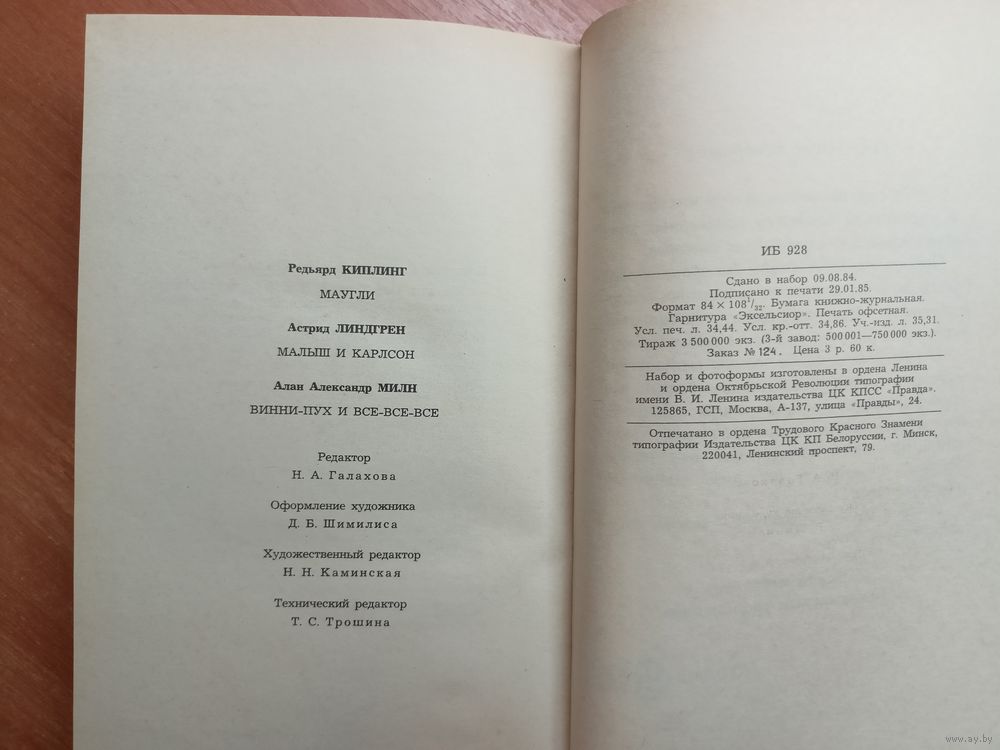 Редьярд КИПЛИНГ
МАУГЛИ
Астрид ЛИНДГРЕН
МАЛЫШ И КАРЛСОН
Алан Александр МИЛН
ВИННИ-ПУХ И ВСЕ-ВСЕ-ВСЕ
Редактор
Н. А. Галахова
Оформление художника
Д. Б. Шимилиса
Художественный редактор
Н. Н. Каминская
Технический редактор
Т. С. Трошина
ИБ 928
Сдано в набор 09.08.84.
Подписано к печати 29.01.85.
Формат 84 × 108¹/₃₂. Бумага книжно-журнальная.
Гарнитура «Эксельсиор». Печать офсетная.
Усл. печ. л. 34,44. Усл. кр.-отт. 34,86. Уч.-изд. л. 35,31.
Тираж 3 500 000 экз. (3-й завод: 500 001—750 000 экз.).
Заказ № 124. Цена 3 р. 60 к.
Набор и фотоформы изготовлены в ордена Ленина
и ордена Октябрьской Революции типографии
имени В. И. Ленина издательства ЦК КПСС «Правда».
125865, ГСП, Москва, А-137, улица «Правды», 24.
Отпечатано в ордена Трудового Красного Знамени
типографии Издательства ЦК КП Белоруссии, г. Минск,
220041, Ленинский проспект, 79.
www.ay.by